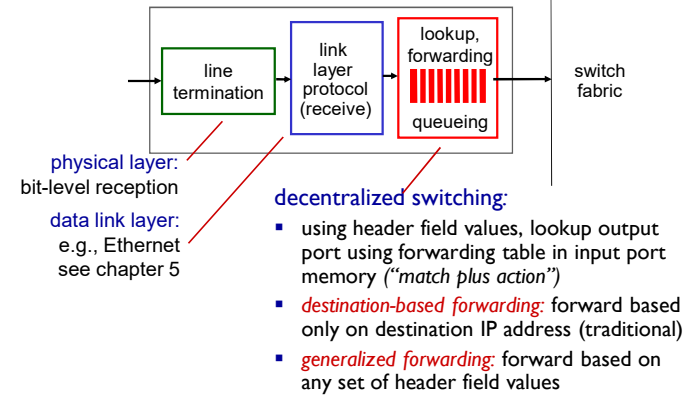 line
termination
link
layer
protocol
(receive)
lookup,
forwarding
queueing
switch
fabric
physical layer:
bit-level reception
data link layer:
e.g., Ethernet
see chapter 5
decentralized switching:
▪ using header field values, lookup output
port using forwarding table in input port
memory (“match plus action”)
▪ destination-based forwarding: forward based
only on destination IP address (traditional)
▪ generalized forwarding: forward based on
any set of header field values